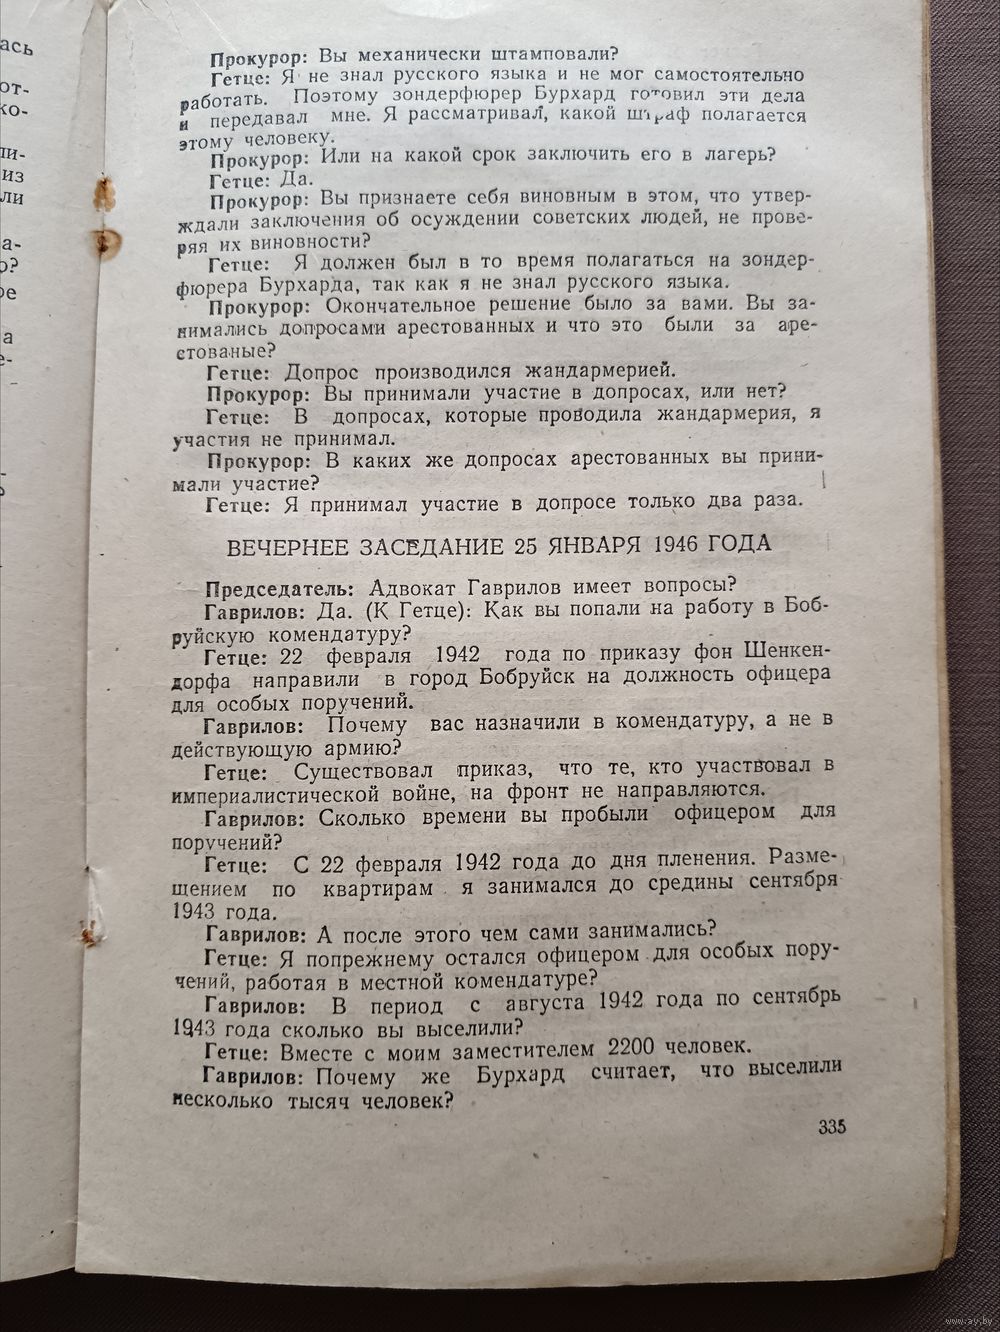 ась
от-
ко-
ли-
из
ли
а-
о?
ое
а
е-
Прокурор: Вы механически штамповали?
Гетце: Я не знал русского языка и не мог самостоятельно
работать. Поэтому зондерфюрер Бурхард готовил эти дела
и передавал мне. Я рассматривал, какой штраф полагается
этому человеку.
Прокурор: Или на какой срок заключить его в лагерь?
Гетце: Да.
Прокурор: Вы признаете себя виновным в этом, что утвер-
ждали заключения об осуждении советских людей, не прове-
ряя их виновности?
Гетце: Я должен был в то время полагаться на зондер-
фюрера Бурхарда, так как я не знал русского языка.
Прокурор: Окончательное решение было за вами. Вы за-
нимались допросами арестованных и что это были за аре-
стованые?
Гетце: Допрос производился жандармерией.
Прокурор: Вы принимали участие в допросах, или нет?
Гетце: В допросах, которые проводила жандармерия, я
участия не принимал.
Прокурор: В каких же допросах арестованных вы прини-
мали участие?
Гетце: Я принимал участие в допросе только два раза.
ВЕЧЕРНЕЕ ЗАСЕДАНИЕ 25 ЯНВАРЯ 1946 ГОДА
Председатель: Адвокат Гаврилов имеет вопросы?
Гаврилов: Да. (К Гетце): Как вы попали на работу в Боб-
руйскую комендатуру?
Гетце: 22 февраля 1942 года по приказу фон Шенкен-
дорфа направили в город Бобруйск на должность офицера
для особых поручений.
Гаврилов: Почему вас назначили в комендатуру, а не в
действующую армию?
Гетце: Существовал приказ, что те, кто участвовал в
империалистической войне, на фронт не направляются.
Гаврилов: Сколько времени вы пробыли офицером для
поручений?
Гетце: С 22 февраля 1942 года до дня пленения. Разме-
щением по квартирам я занимался до средины сентября
1943 года.
Гаврилов: А после этого чем сами занимались?
Гетце: Я попрежнему остался офицером для особых пору-
чений, работая в местной комендатуре?
Гаврилов: В период с августа 1942 года по сентябрь
1943 года сколько вы выселили?
Гетце: Вместе с моим заместителем 2200 человек.
Гаврилов: Почему же Бурхард считает, что выселили
несколько тысяч человек?
335
www.ay.by